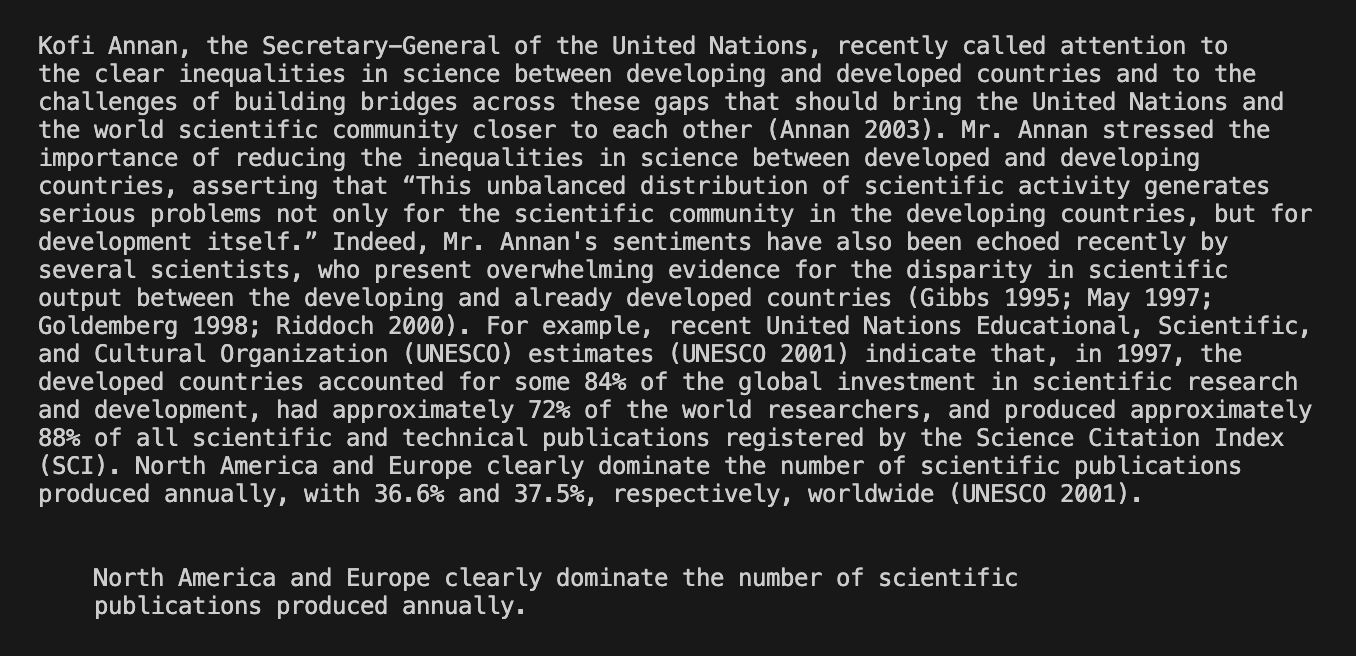 Kofi Annan, the Secretary–General of the United Nations, recently called attention to
the clear inequalities in science between developing and developed countries and to the
challenges of building bridges across these gaps that should bring the United Nations and
the world scientific community closer to each other (Annan 2003). Mr. Annan stressed the
importance of reducing the inequalities in science between developed and developing
countries, asserting that “This unbalanced distribution of scientific activity generates
serious problems not only for the scientific community in the developing countries, but for
development itself.” Indeed, Mr. Annan's sentiments have also been echoed recently by
several scientists, who present overwhelming evidence for the disparity in scientific
output between the developing and already developed countries (Gibbs 1995; May 1997;
Goldemberg 1998; Riddoch 2000). For example, recent United Nations Educational, Scientific,
and Cultural Organization (UNESCO) estimates (UNESCO 2001) indicate that, in 1997, the
developed countries accounted for some 84% of the global investment in scientific research
and development, had approximately 72% of the world researchers, and produced approximately
88% of all scientific and technical publications registered by the Science Citation Index
(SCI). North America and Europe clearly dominate the number of scientific publications
produced annually, with 36.6% and 37.5%, respectively, worldwide (UNESCO 2001).
North America and Europe clearly dominate the number of scientific
publications produced annually.